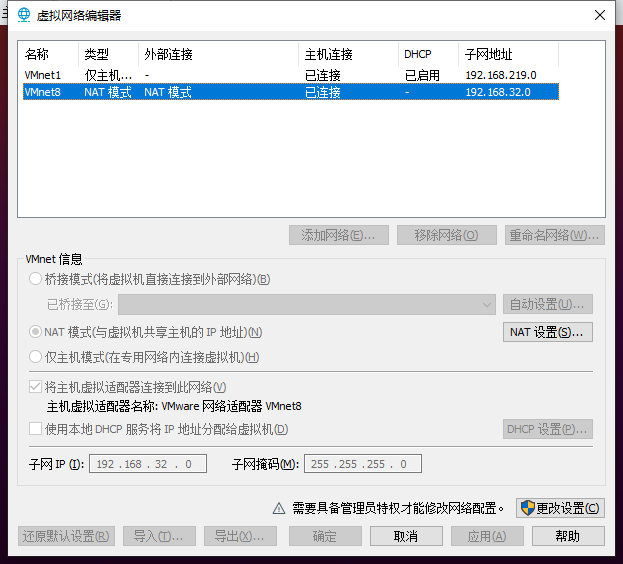 虚拟网络编辑器
名称 类型 外部连接 主机连接 DHCP 子网地址
VMnet1 仅主机... - 已连接 已启用 192.168.219.0
VMnet8 NAT 模式 NAT 模式 已连接 - 192.168.32.0
添加网络(E)... 移除网络(O) 重命名网络(W)...
VMnet 信息
桥接模式(将虚拟机直接连接到外部网络)(B)
已桥接至(G): 自动设置(U)...
NAT 模式(与虚拟机共享主机的 IP 地址)(N) NAT 设置(S)...
仅主机模式(在专用网络内连接虚拟机)(H)
将主机虚拟适配器连接到此网络(V)
主机虚拟适配器名称: VMware 网络适配器 VMnet8
使用本地 DHCP 服务将 IP 地址分配给虚拟机(D) DHCP 设置(P)...
子网 IP (I): 192 . 168 . 32 . 0 子网掩码(M): 255 . 255 . 255 . 0
需要具备管理员特权才能修改网络配置。 更改设置(C)
还原默认设置(R) 导入(T)... 导出(X)... 确定 取消 应用(A) 帮助